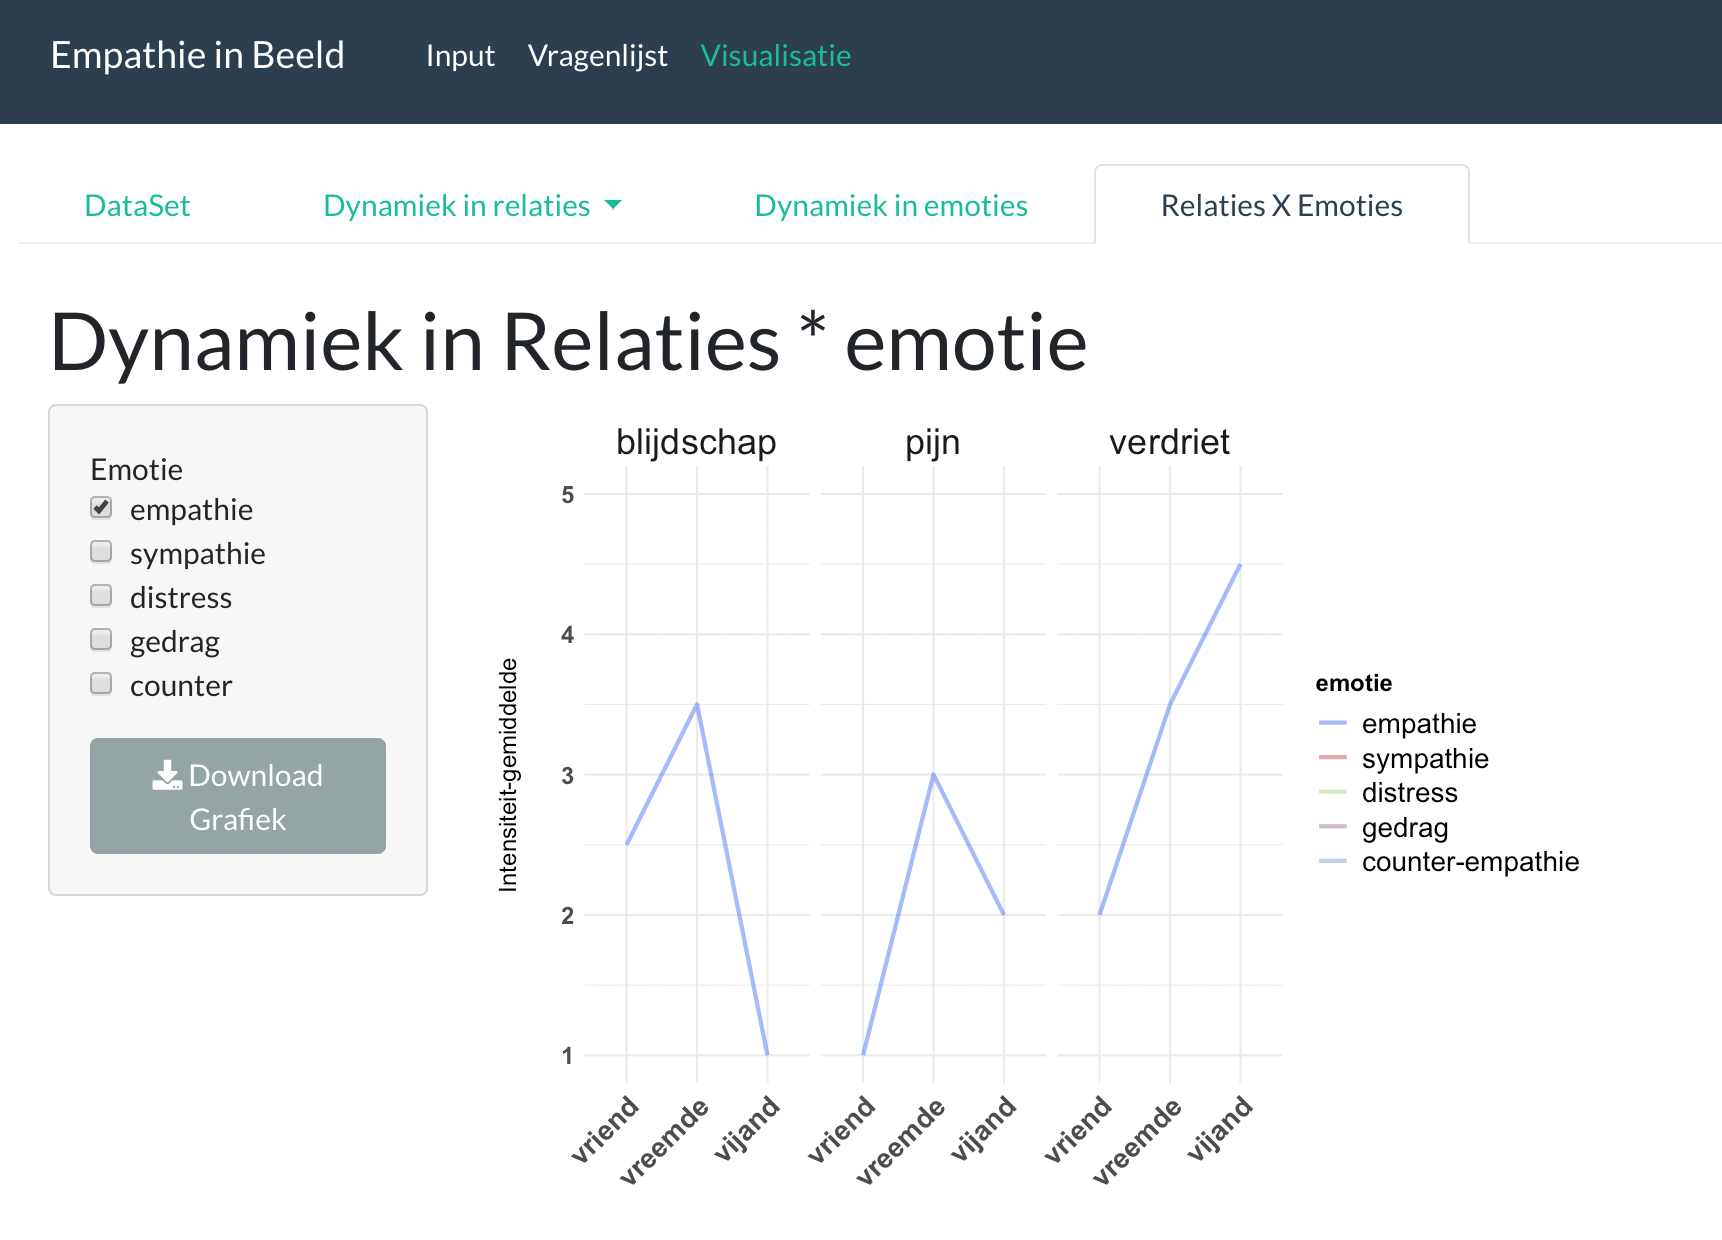 Empathie in Beeld Input Vragenlijst Visualisatie
DataSet Dynamiek in relaties Dynamiek in emoties Relaties X Emoties
Dynamiek in Relaties * emotie
Emotie
empathie
sympathie
distress
gedrag
counter
Download
Grafiek
blijdschap pijn verdriet
Intensiteit-gemiddelde
5
4
3
2
1
vriend vreemde vijand vriend vreemde vijand vriend vreemde vijand
emotie
empathie
sympathie
distress
gedrag
counter-empathie